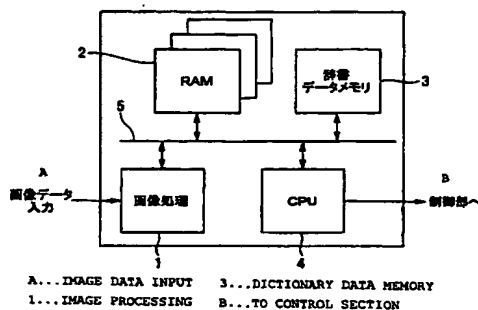 2
RAM
辞書
データメモリ
3
5
A
画像データ
入力
画像処理
CPU
B
制御部へ
1
4
A...IMAGE DATA INPUT 3...DICTIONARY DATA MEMORY
1...IMAGE PROCESSING B...TO CONTROL SECTION